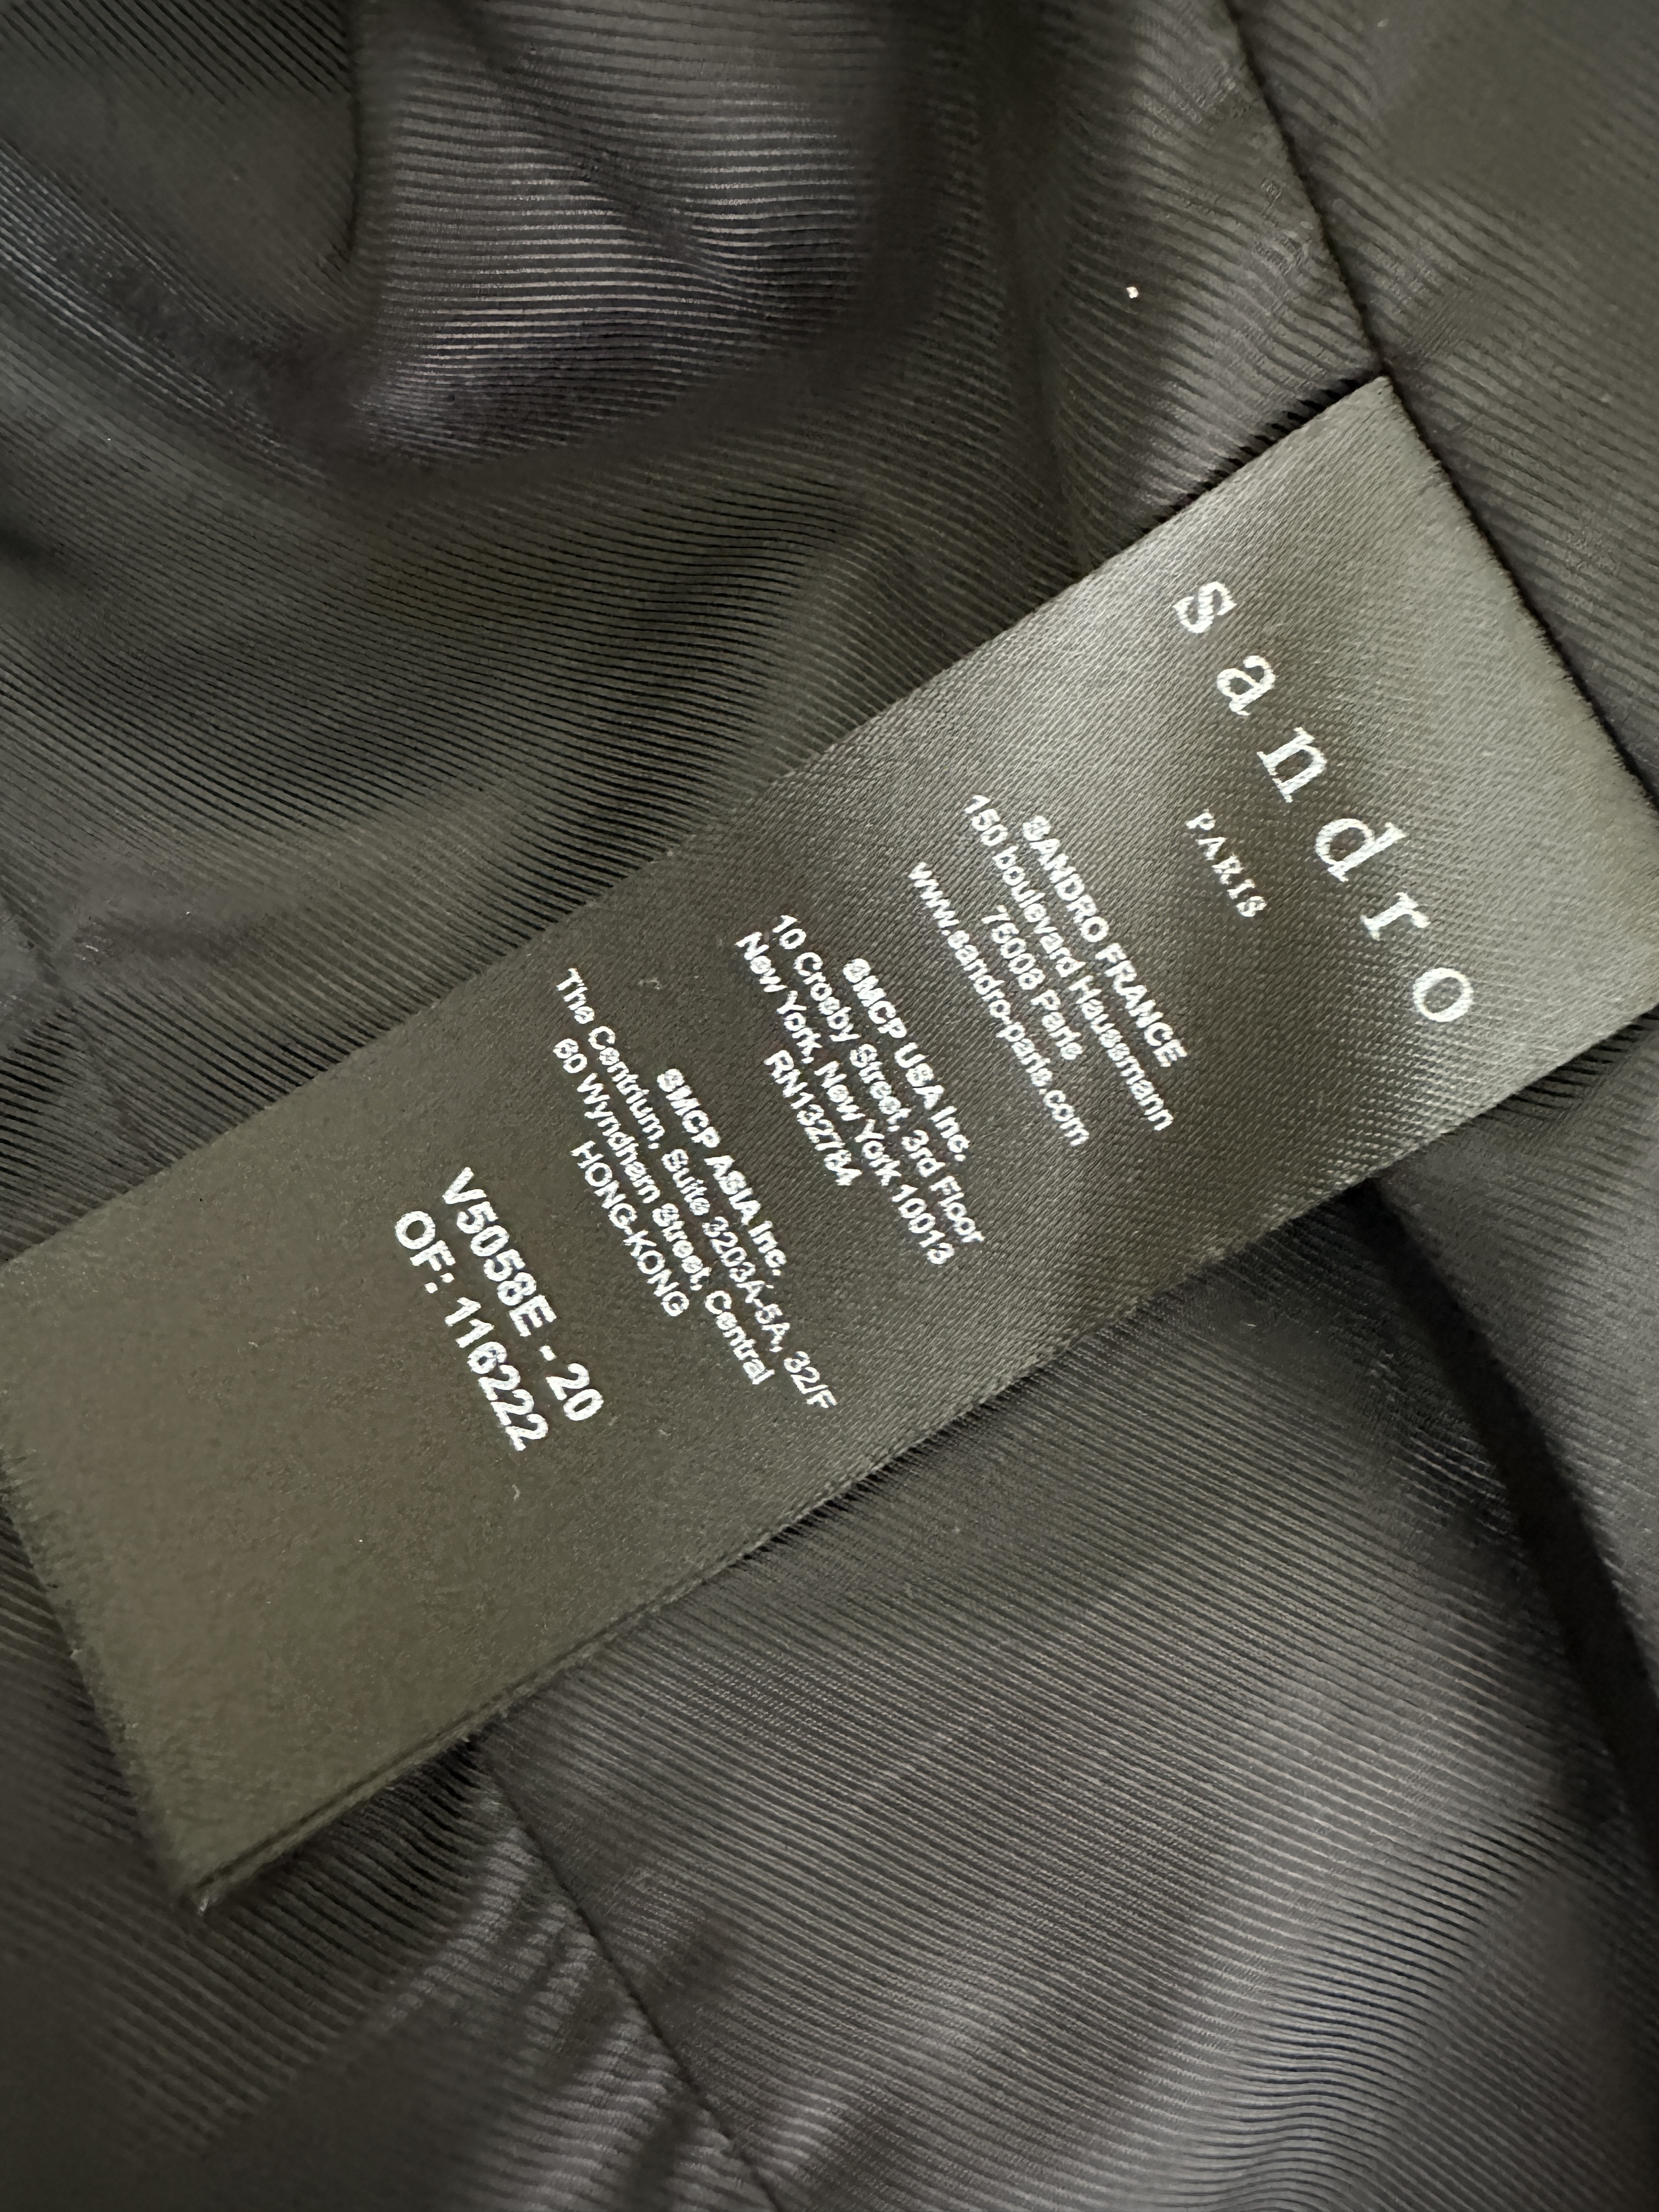 sandro
PARIS
SANDRO FRANCE
150 boulevard Haussmann
75008 Paris
www.sandro-paris.com
SMCP USA Inc.
10 Crosby Street, 3rd Floor
New York, New York 10013
RN132784
SMCP ASIA Inc.
The Centrium, Suite 3203A-5A, 32/F
60 Wyndham Street, Central
HONG-KONG
V5058E - 20
OF: 116222